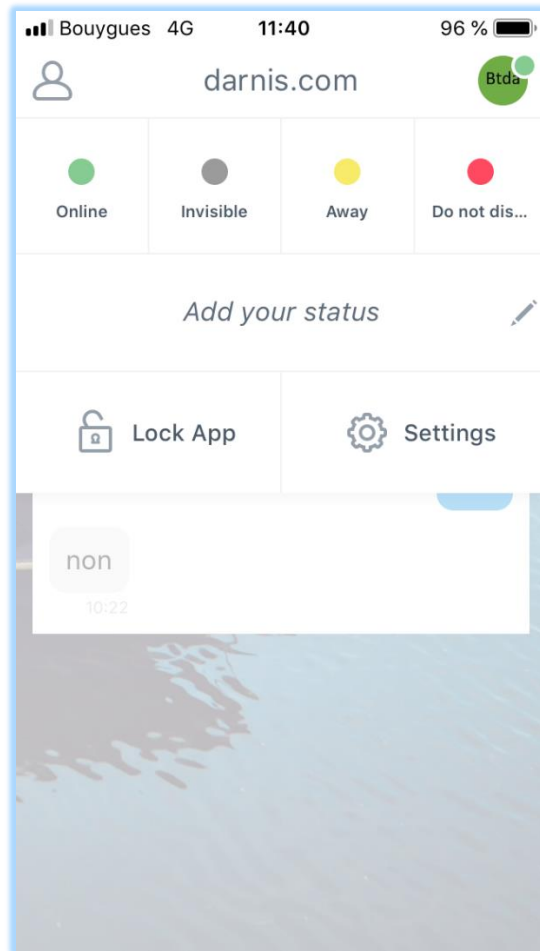 Bouygues 4G 11:40 96 %
darnis.com Btda
Online Invisible Away Do not dis...
Add your status
Lock App Settings
non
10:22